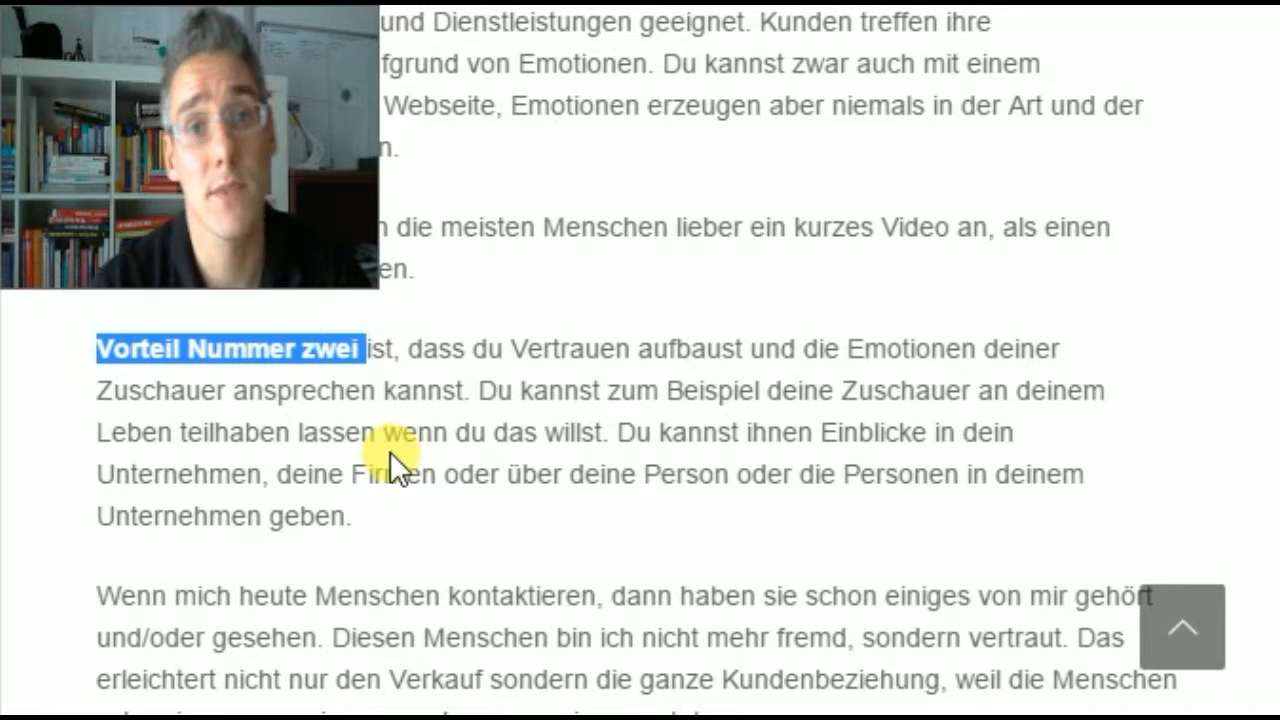 und Dienstleistungen geeignet. Kunden treffen ihre
fgrund von Emotionen. Du kannst zwar auch mit einem
Webseite, Emotionen erzeugen aber niemals in der Art und der
n.
die meisten Menschen lieber ein kurzes Video an, als einen
en.
Vorteil Nummer zwei ist, dass du Vertrauen aufbaust und die Emotionen deiner
Zuschauer ansprechen kannst. Du kannst zum Beispiel deine Zuschauer an deinem
Leben teilhaben lassen wenn du das willst. Du kannst ihnen Einblicke in dein
Unternehmen, deine Firmen oder über deine Person oder die Personen in deinem
Unternehmen geben.
Wenn mich heute Menschen kontaktieren, dann haben sie schon einiges von mir gehört
und/oder gesehen. Diesen Menschen bin ich nicht mehr fremd, sondern vertraut. Das
erleichtert nicht nur den Verkauf sondern die ganze Kundenbeziehung, weil die Menschen